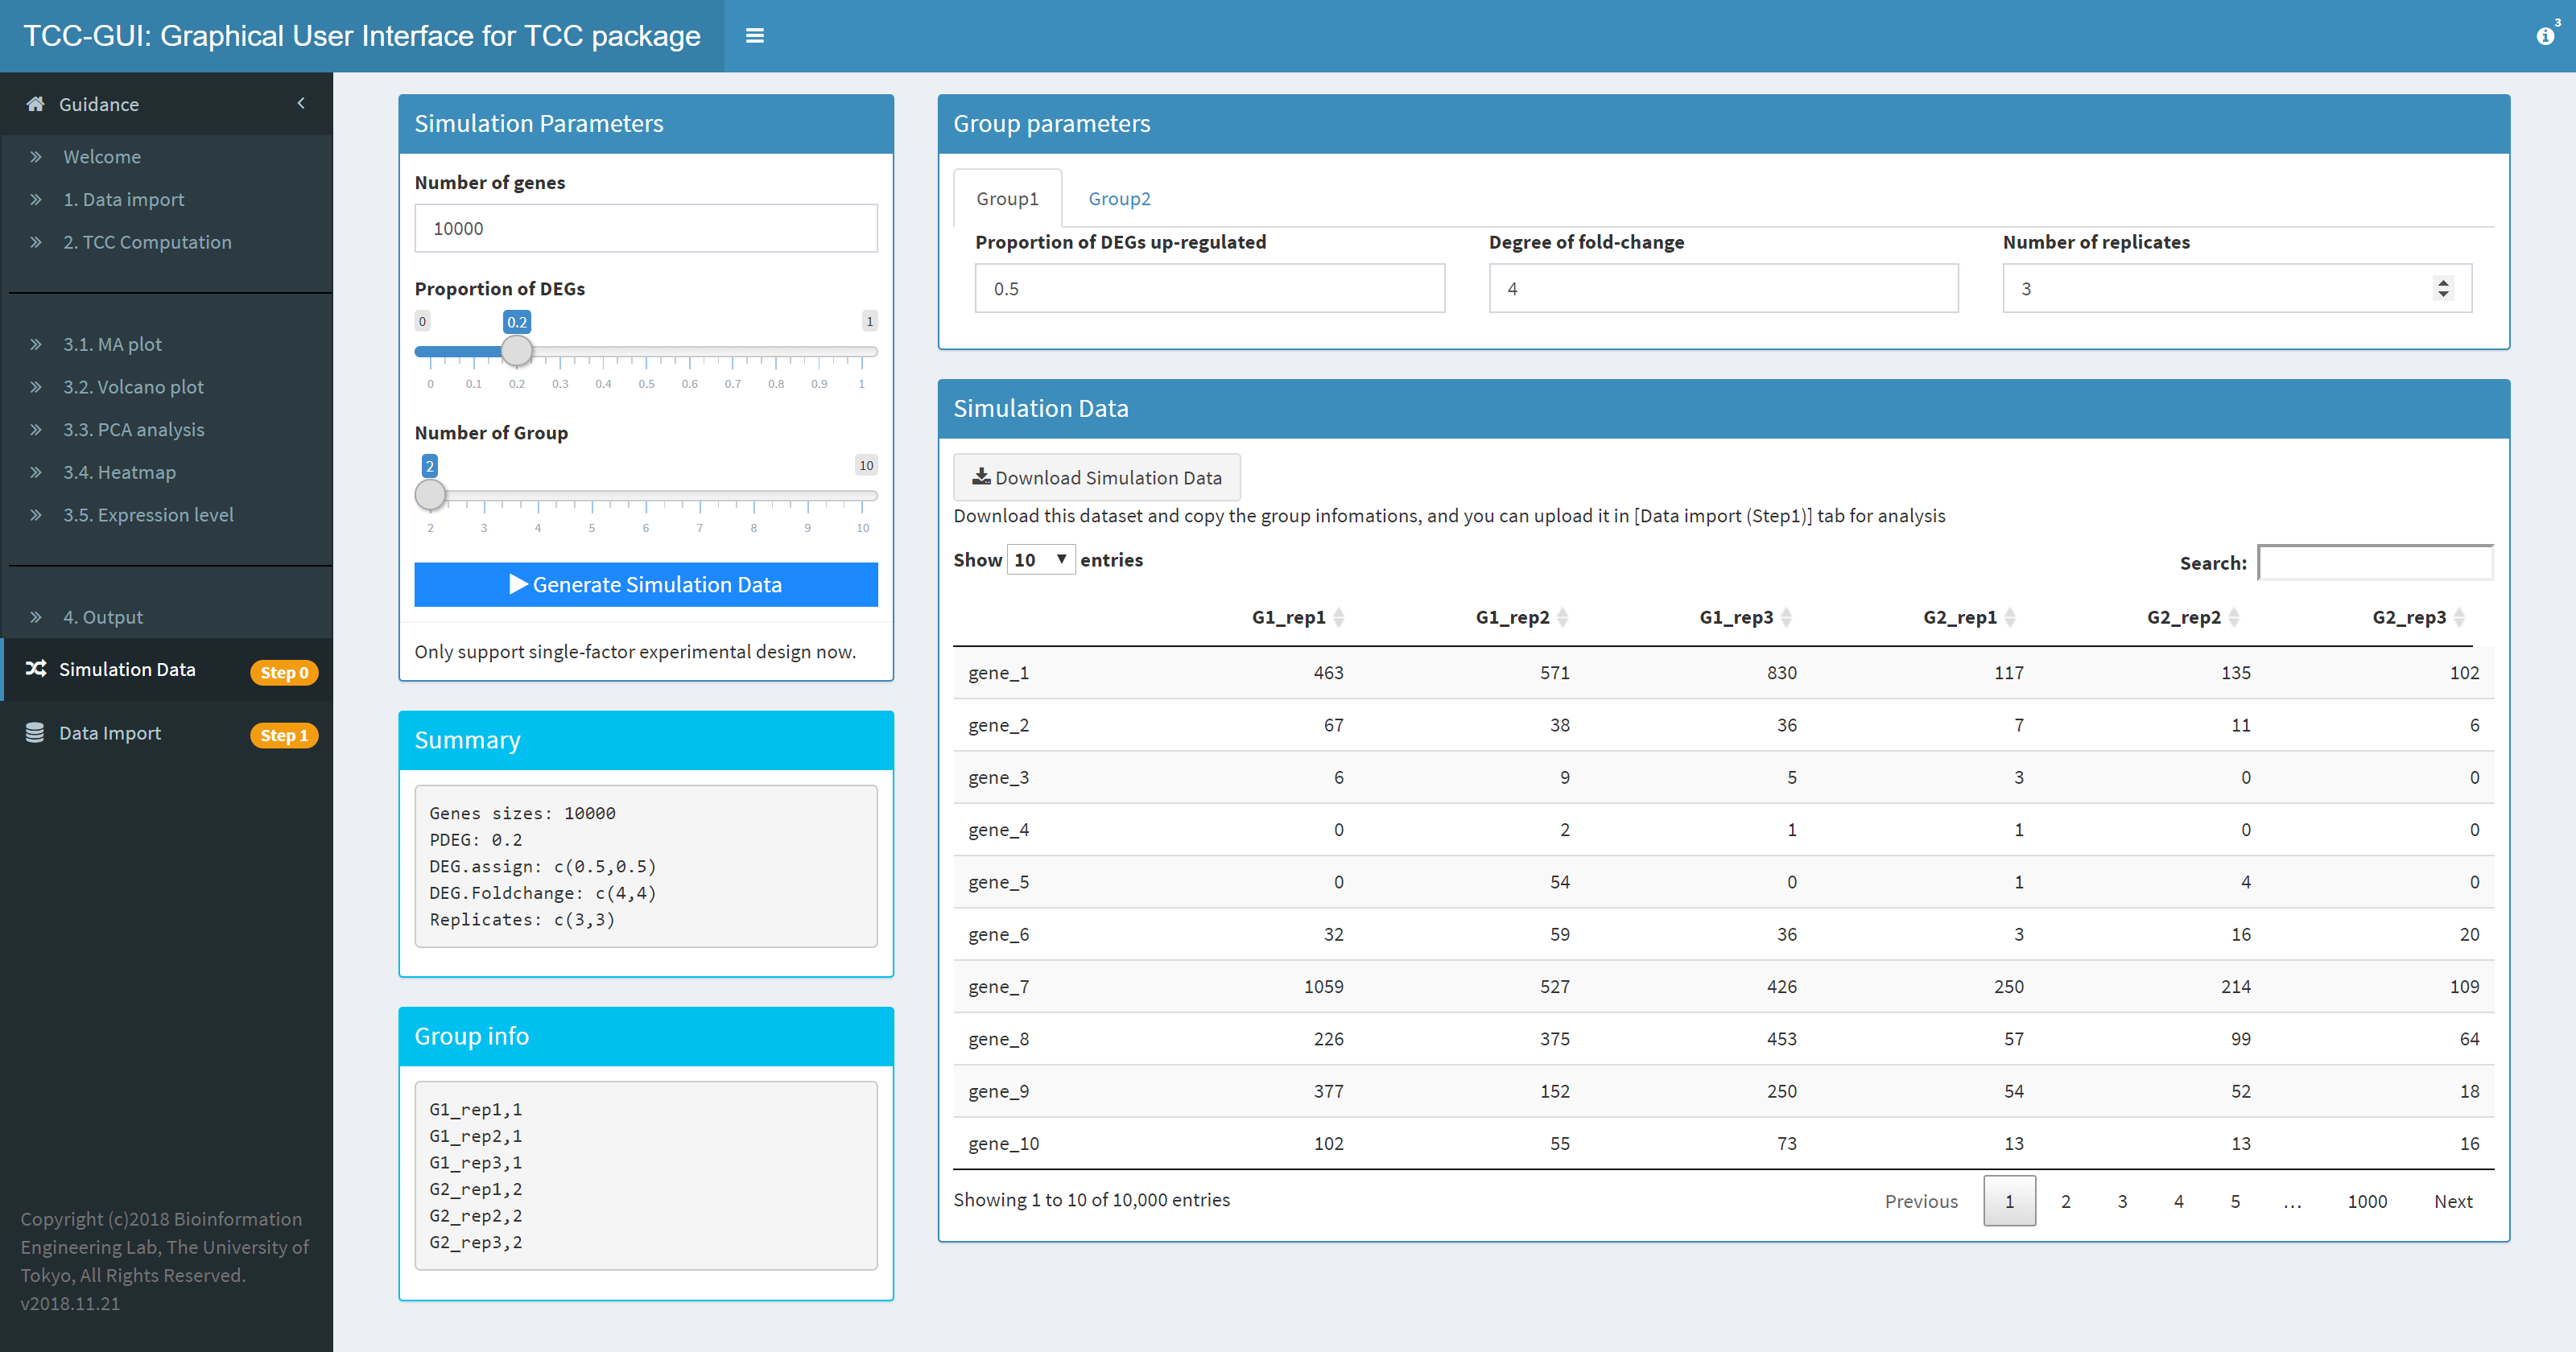 TCC-GUI: Graphical User Interface for TCC package
3
Guidance
Welcome
1. Data import
2. TCC Computation
3.1. MA plot
3.2. Volcano plot
3.3. PCA analysis
3.4. Heatmap
3.5. Expression level
4. Output
Simulation Data Step 0
Data Import Step 1
Copyright (c)2018 Bioinformation
Engineering Lab, The University of
Tokyo, All Rights Reserved.
v2018.11.21
Simulation Parameters
Number of genes
10000
Proportion of DEGs
0 0.2 1
0 0.1 0.2 0.3 0.4 0.5 0.6 0.7 0.8 0.9 1
Number of Group
2 10
2 3 4 5 6 7 8 9 10
Generate Simulation Data
Only support single-factor experimental design now.
Summary
Genes sizes: 10000
PDEG: 0.2
DEG.assign: c(0.5,0.5)
DEG.Foldchange: c(4,4)
Replicates: c(3,3)
Group info
G1_rep1,1
G1_rep2,1
G1_rep3,1
G2_rep1,2
G2_rep2,2
G2_rep3,2
Group parameters
Group1 Group2
Proportion of DEGs up-regulated Degree of fold-change Number of replicates
0.5 4 3
Simulation Data
Download Simulation Data
Download this dataset and copy the group infomations, and you can upload it in [Data import (Step1)] tab for analysis
Show 10 entries Search:
G1_rep1 G1_rep2 G1_rep3 G2_rep1 G2_rep2 G2_rep3
gene_1 463 571 830 117 135 102
gene_2 67 38 36 7 11 6
gene_3 6 9 5 3 0 0
gene_4 0 2 1 1 0 0
gene_5 0 54 0 1 4 0
gene_6 32 59 36 3 16 20
gene_7 1059 527 426 250 214 109
gene_8 226 375 453 57 99 64
gene_9 377 152 250 54 52 18
gene_10 102 55 73 13 13 16
Showing 1 to 10 of 10,000 entries Previous 1 2 3 4 5 … 1000 Next